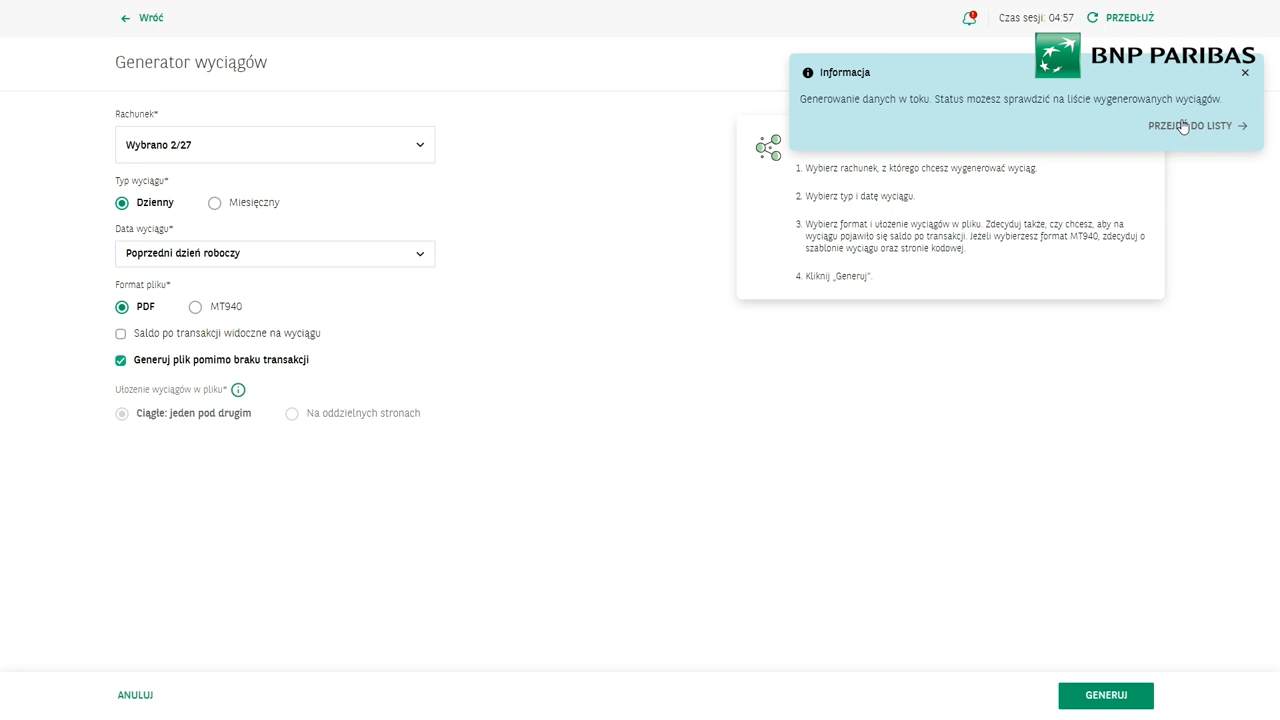 Wróć
! Czas sesji: 04:57 PRZEDŁUŻ
BNP PARIBAS
Generator wyciągów
Informacja
Generowanie danych w toku. Status możesz sprawdzić na liście wygenerowanych wyciągów.
PRZEJDŹ DO LISTY
Rachunek*
Wybrano 2/27
Typ wyciągu*
Dzienny Miesięczny
Data wyciągu*
Poprzedni dzień roboczy
Format pliku*
PDF MT940
Saldo po transakcji widoczne na wyciągu
Generuj plik pomimo braku transakcji
Ułożenie wyciągów w pliku*
Ciągłe: jeden pod drugim Na oddzielnych stronach
1. Wybierz rachunek, z którego chcesz wygenerować wyciąg.
2. Wybierz typ i datę wyciągu.
3. Wybierz format i ułożenie wyciągów w pliku. Zdecyduj także, czy chcesz, aby na
wyciągu pojawiło się saldo po transakcji. Jeżeli wybierzesz format MT940, zdecyduj o
szablonie wyciągu oraz stronie kodowej.
4. Kliknij „Generuj”.
ANULUJ
GENERUJ